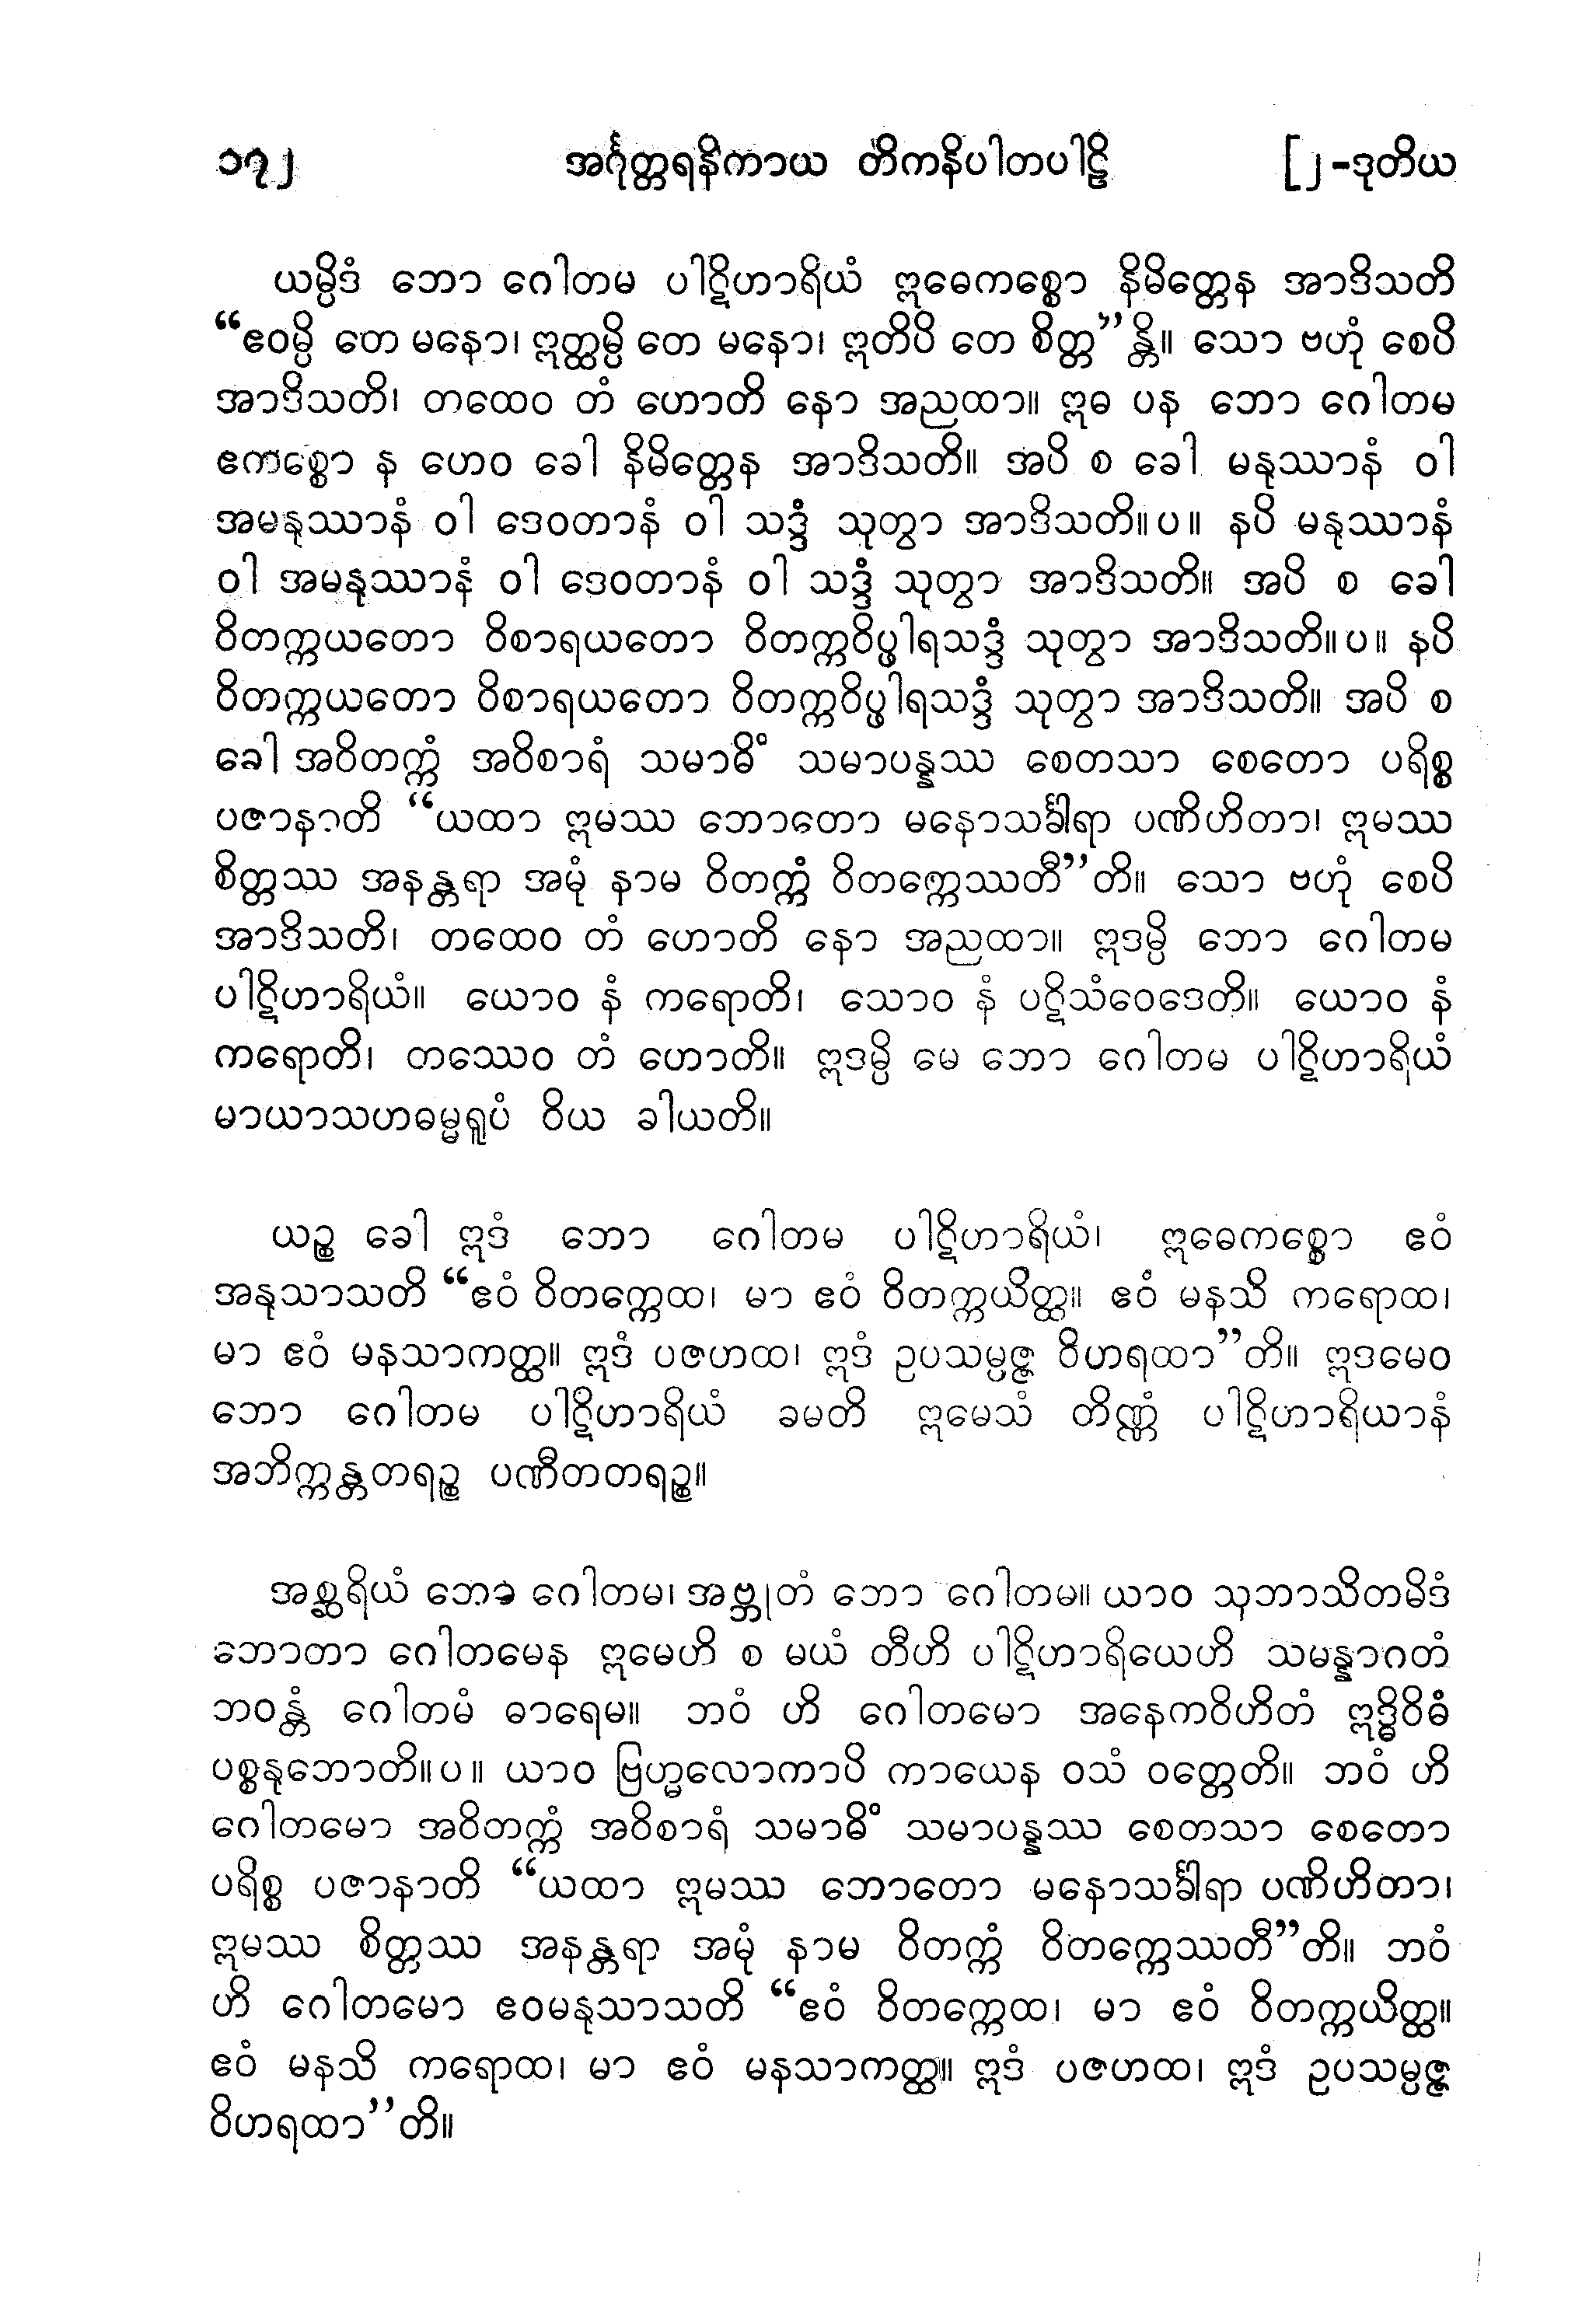 ၁၇၂ အင်္ဂုတ္တရနိကာယ တိကနိပါတပါဠိ [၂-ဒုတိယ
ယမ္ပိဒံ ဘော ဂေါတမ ပါဋိဟာရိယံ ဣဓေကစ္စော နိမိတ္တေန အာဒိသတိ
“ဧဝမ္ပိ တေ မနော၊ ဣတ္ထမ္ပိ တေ မနော၊ ဣတိပိ တေ စိတ္တ”န္တိ။ သော ဗဟုံ စေပိ
အာဒိသတိ၊ တထေဝ တံ ဟောတိ နော အညထာ။ ဣဓ ပန ဘော ဂေါတမ
ဧကစ္စော န ဟေဝ ခေါ နိမိတ္တေန အာဒိသတိ။ အပိ စ ခေါ မနုဿာနံ ဝါ
အမနုဿာနံ ဝါ ဒေဝတာနံ ဝါ သဒ္ဒံ သုတွာ အာဒိသတိ။ပ။ နပိ မနုဿာနံ
ဝါ အမနုဿာနံ ဝါ ဒေဝတာနံ ဝါ သဒ္ဒံ သုတွာ အာဒိသတိ။ အပိ စ ခေါ
ဝိတက္ကယတော ဝိစာရယတော ဝိတက္ကဝိပ္ဖါရသဒ္ဒံ သုတွာ အာဒိသတိ။ပ။ နပိ
ဝိတက္ကယတော ဝိစာရယတော ဝိတက္ကဝိပ္ဖါရသဒ္ဒံ သုတွာ အာဒိသတိ။ အပိ စ
ခေါ အဝိတက္ကံ အဝိစာရံ သမာဓိံ သမာပန္နဿ စေတသာ စေတော ပရိစ္စ
ပဇာနာတိ “ယထာ ဣမဿ ဘောတော မနောသင်္ခါရာ ပဏိဟိတာ၊ ဣမဿ
စိတ္တဿ အနန္တရာ အမုံ နာမ ဝိတက္ကံ ဝိတက္ကေဿတီ”တိ။ သော ဗဟုံ စေပိ
အာဒိသတိ၊ တထေဝ တံ ဟောတိ နော အညထာ။ ဣဒမ္ပိ ဘော ဂေါတမ
ပါဋိဟာရိယံ။ ယောဝ နံ ကရောတိ၊ သောဝ နံ ပဋိသံဝေဒေတိ။ ယောဝ နံ
ကရောတိ၊ တဿေဝ တံ ဟောတိ။ ဣဒမ္ပိ မေ ဘော ဂေါတမ ပါဋိဟာရိယံ
မာယာသဟဓမ္မရူပံ ဝိယ ခါယတိ။
ယဉ္စ ခေါ ဣဒံ ဘော ဂေါတမ ပါဋိဟာရိယံ၊ ဣဓေကစ္စော ဧဝံ
အနုသာသတိ “ဧဝံ ဝိတက္ကေထ၊ မာ ဧဝံ ဝိတက္ကယိတ္ထ။ ဧဝံ မနသိ ကရောထ၊
မာ ဧဝံ မနသာကတ္ထ။ ဣဒံ ပဇဟထ၊ ဣဒံ ဥပသမ္ပဇ္ဇ ဝိဟရထာ”တိ။ ဣဒမေဝ
ဘော ဂေါတမ ပါဋိဟာရိယံ ခမတိ ဣမေသံ တိဏ္ဏံ ပါဋိဟာရိယာနံ
အဘိက္ကန္တတရဉ္စ ပဏီတတရဉ္စ။
အစ္ဆရိယံ ဘော ဂေါတမ၊ အဗ္ဘုတံ ဘော ဂေါတမ။ ယာဝ သုဘာသိတမိဒံ
ဘောတာ ဂေါတမေန ဣမေဟိ စ မယံ တီဟိ ပါဋိဟာရိယေဟိ သမန္နာဂတံ
ဘဝန္တံ ဂေါတမံ ဓာရေမ။ ဘဝံ ဟိ ဂေါတမော အနေကဝိဟိတံ ဣဒ္ဓိဝိဓံ
ပစ္စနုဘောတိ။ပ။ ယာဝ ဗြဟ္မလောကာပိ ကာယေန ဝသံ ဝတ္တေတိ။ ဘဝံ ဟိ
ဂေါတမော အဝိတက္ကံ အဝိစာရံ သမာဓိံ သမာပန္နဿ စေတသာ စေတော
ပရိစ္စ ပဇာနာတိ “ယထာ ဣမဿ ဘောတော မနောသင်္ခါရာ ပဏိဟိတာ၊
ဣမဿ စိတ္တဿ အနန္တရာ အမုံ နာမ ဝိတက္ကံ ဝိတက္ကေဿတီ”တိ။ ဘဝံ
ဟိ ဂေါတမော ဧဝမနုသာသတိ “ဧဝံ ဝိတက္ကေထ၊ မာ ဧဝံ ဝိတက္ကယိတ္ထ။
ဧဝံ မနသိ ကရောထ၊ မာ ဧဝံ မနသာကတ္ထ။ ဣဒံ ပဇဟထ၊ ဣဒံ ဥပသမ္ပဇ္ဇ
ဝိဟရထာ”တိ။